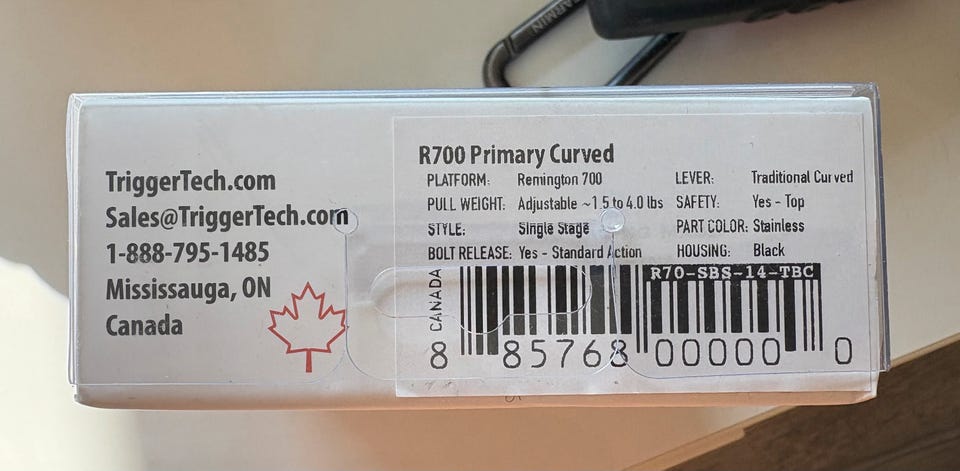 GARMIN
TriggerTech.com
Sales@TriggerTech.com
1-888-795-1485
Mississauga, ON
Canada
R700 Primary Curved
PLATFORM: Remington 700
PULL WEIGHT: Adjustable ~1.5 to 4.0 lbs
STYLE: Single Stage
BOLT RELEASE: Yes - Standard Action
LEVER: Traditional Curved
SAFETY: Yes - Top
PART COLOR: Stainless
HOUSING: Black
CANADA
R70-SBS-14-TBC
8 85768 00000 0